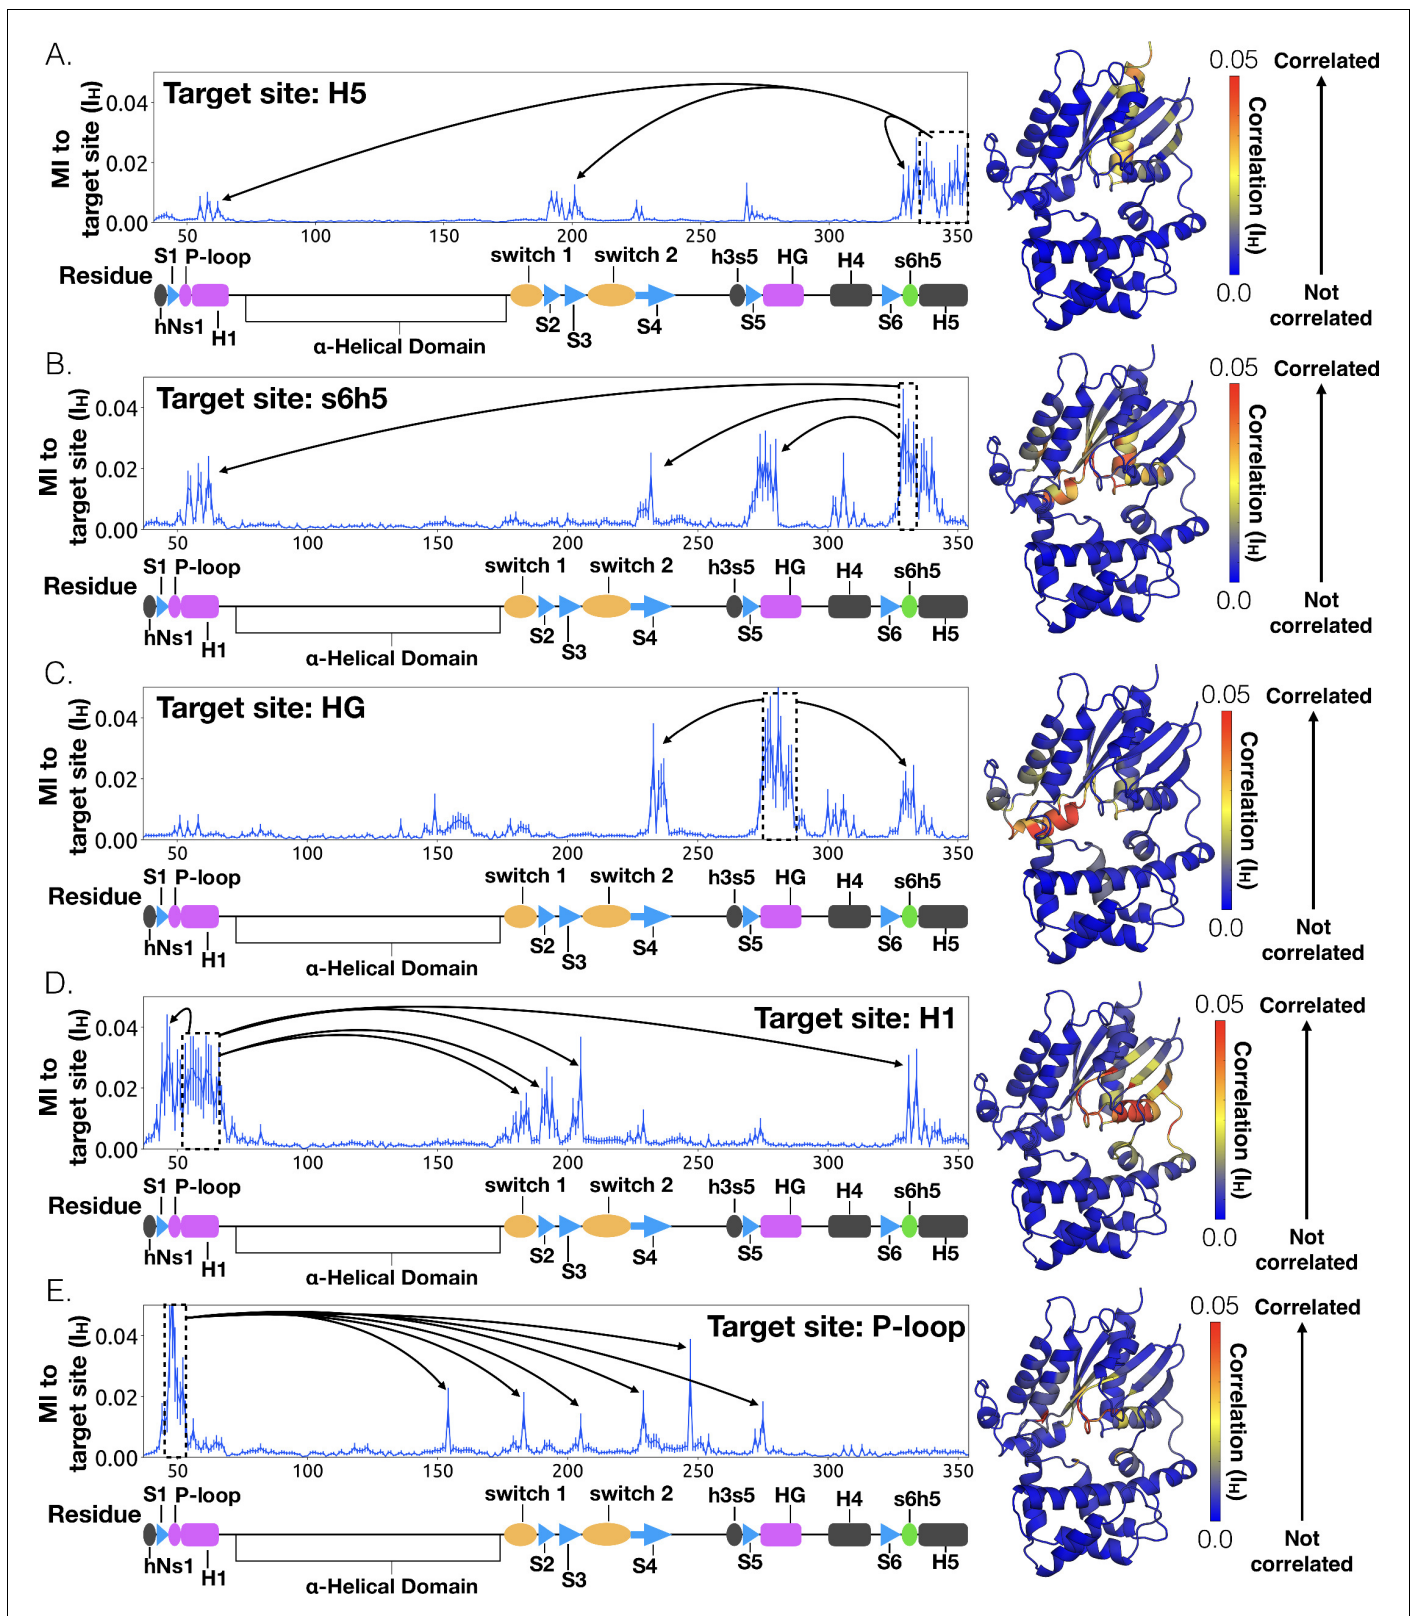 A.
Target site: H5
MI to
target site (IH)
0.04
0.02
0.00
50 100 150 200 250 300 350
Residue
S1 P-loop switch 1 switch 2 h3s5 HG H4 s6h5
hNs1 H1 S2 S3 S4 S5 S6 H5
α-Helical Domain
0.05
Correlation (IH)
0.0
Correlated
Not
correlated
B.
Target site: s6h5
MI to
target site (IH)
0.04
0.02
0.00
50 100 150 200 250 300 350
Residue
S1 P-loop switch 1 switch 2 h3s5 HG H4 s6h5
hNs1 H1 S2 S3 S4 S5 S6 H5
α-Helical Domain
0.05
Correlation (IH)
0.0
Correlated
Not
correlated
C.
Target site: HG
MI to
target site (IH)
0.04
0.02
0.00
50 100 150 200 250 300 350
Residue
S1 P-loop switch 1 switch 2 h3s5 HG H4 s6h5
hNs1 H1 S2 S3 S4 S5 S6 H5
α-Helical Domain
0.05
Correlation (IH)
0.0
Correlated
Not
correlated
D.
Target site: H1
MI to
target site (IH)
0.04
0.02
0.00
50 100 150 200 250 300 350
Residue
S1 P-loop switch 1 switch 2 h3s5 HG H4 s6h5
hNs1 H1 S2 S3 S4 S5 S6 H5
α-Helical Domain
0.05
Correlation (IH)
0.0
Correlated
Not
correlated
E.
Target site: P-loop
MI to
target site (IH)
0.04
0.02
0.00
50 100 150 200 250 300 350
Residue
S1 P-loop switch 1 switch 2 h3s5 HG H4 s6h5
hNs1 H1 S2 S3 S4 S5 S6 H5
α-Helical Domain
0.05
Correlation (IH)
0.0
Correlated
Not
correlated